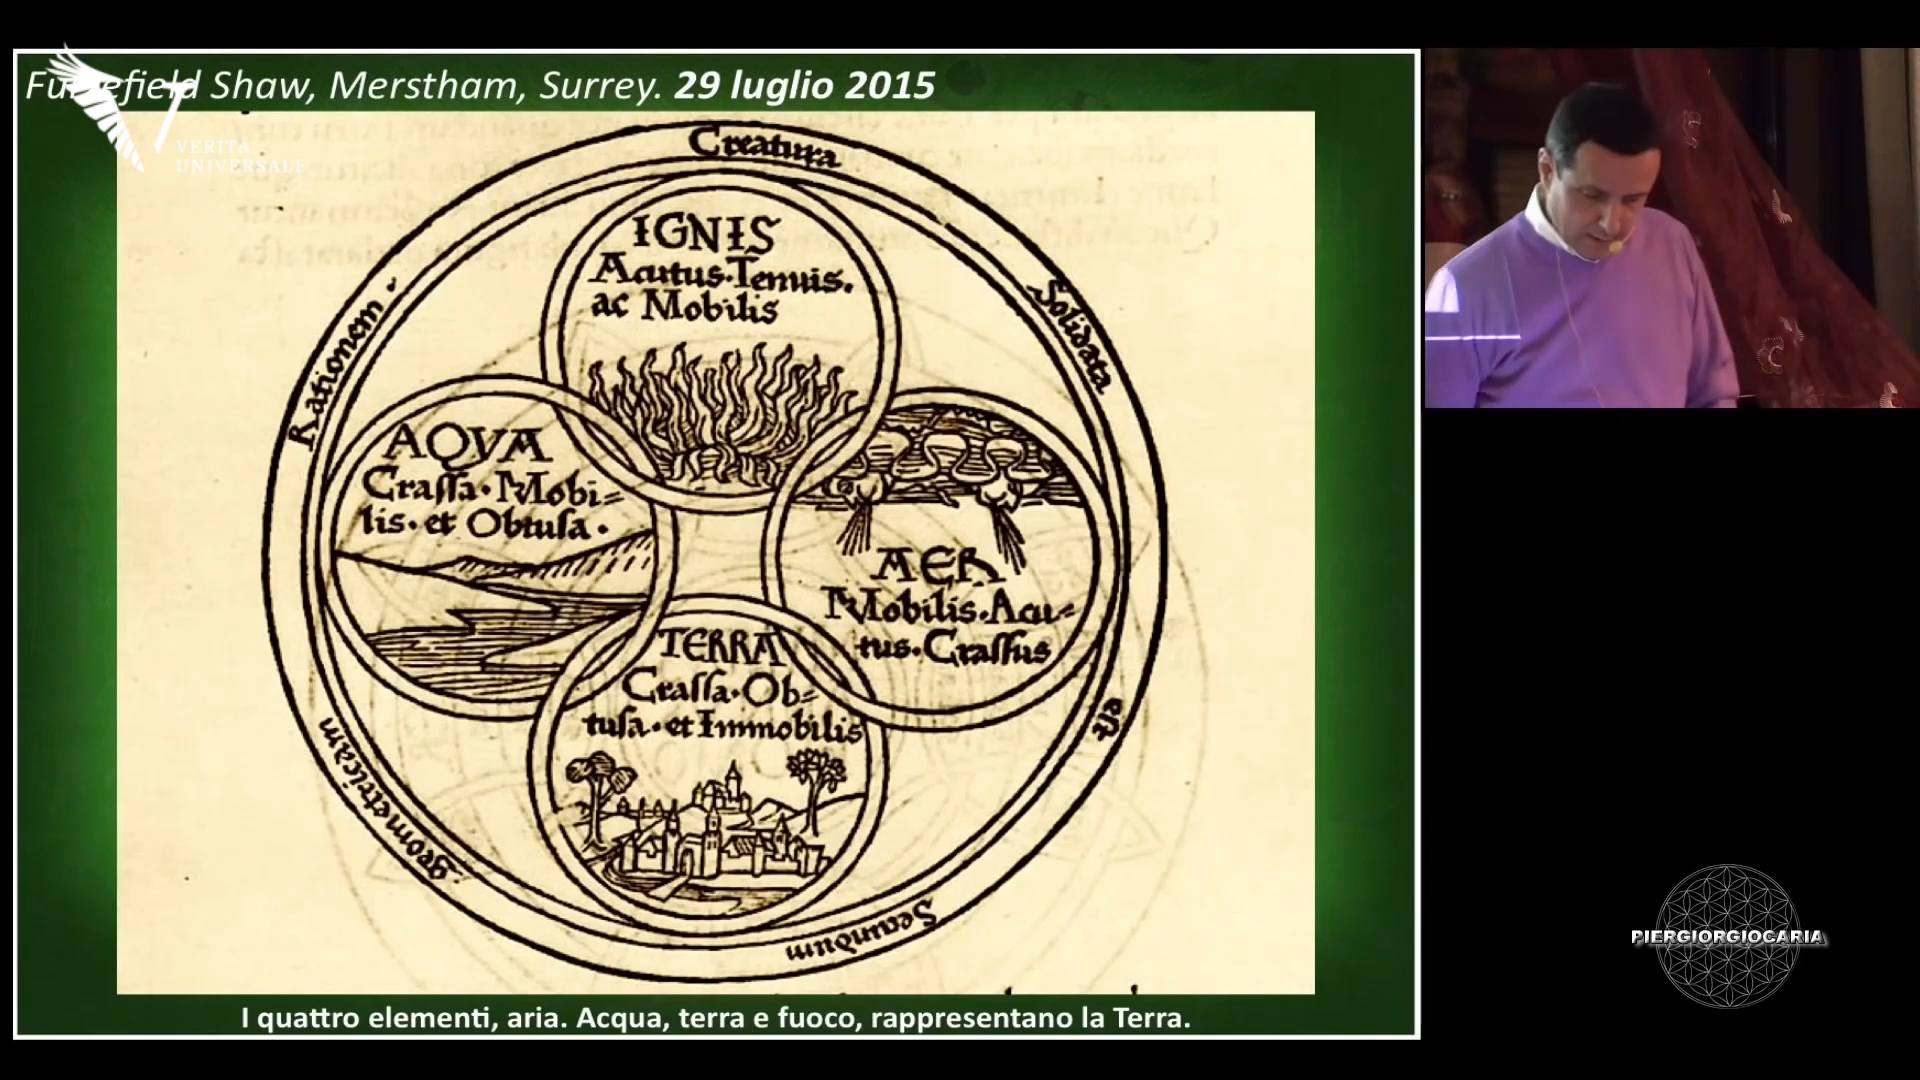 Shaw, Merstham, Surrey. 29 luglio 2015
VERITÀ
UNIVERSALE
Creatura
Solidata
est
Secundum
geometricam
Rationem
IGNIS
Acutus·Tenuis·
ac Mobilis
AQVA
Craſſa·Mobi=
lis·et Obtuſa·
AER
Mobilis·Acu=
tus·Craſſus
TERRA
Craſſa·Ob=
tuſa·et Immobilis
I quattro elementi, aria. Acqua, terra e fuoco, rappresentano la Terra.
PIERGIORGIOCARIA